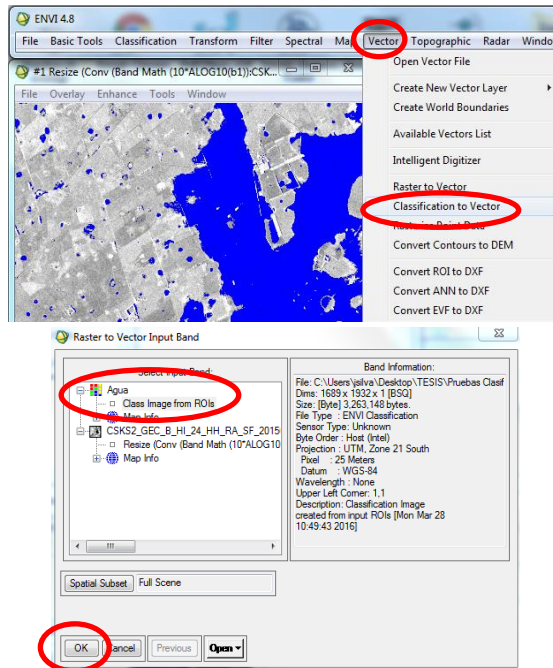 ENVI 4.8
File Basic Tools Classification Transform Filter Spectral Map Vector Topographic Radar Windo
#1 Resize (Conv (Band Math (10*ALOG10(b1)):CSK...
File Overlay Enhance Tools Window
Open Vector File
Create New Vector Layer
Create World Boundaries
Available Vectors List
Intelligent Digitizer
Raster to Vector
Classification to Vector
Rasterize Point Data
Convert Contours to DEM
Convert ROI to DXF
Convert ANN to DXF
Convert EVF to DXF
Raster to Vector Input Band
Select Input Band:
Agua
Class Image from ROIs
Map Info
CSKS2_GEC_B_HI_24_HH_RA_SF_2015
Resize (Conv (Band Math (10*ALOG10
Map Info
Band Information:
File: C:\Users\jsilva\Desktop\TESIS\Pruebas Clasif
Dims: 1689 x 1932 x 1 [BSQ]
Size: [Byte] 3,263,148 bytes.
File Type : ENVI Classification
Sensor Type: Unknown
Byte Order : Host (Intel)
Projection : UTM, Zone 21 South
Pixel : 25 Meters
Datum : WGS-84
Wavelength : None
Upper Left Corner: 1,1
Description: Classification Image
created from input ROIs [Mon Mar 28
10:49:43 2016]
Spatial Subset Full Scene
OK Cancel Previous Open